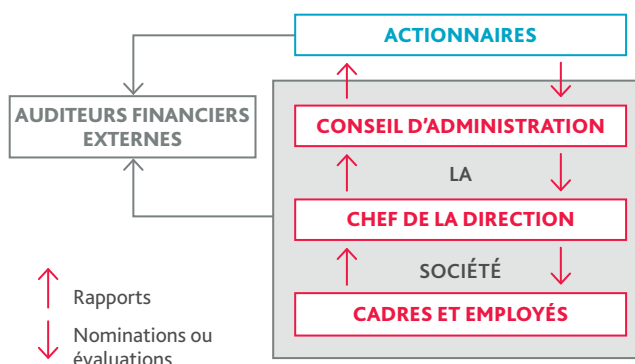 ACTIONNAIRES
AUDITEURS FINANCIERS
EXTERNES
CONSEIL D'ADMINISTRATION
LA
CHEF DE LA DIRECTION
SOCIÉTÉ
CADRES ET EMPLOYÉS
Rapports
Nominations ou
évaluations